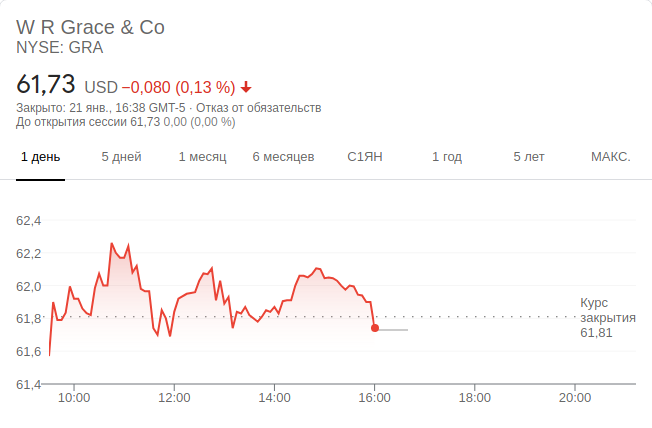 W R Grace & Co
NYSE: GRA
61,73 USD −0,080 (0,13 %)
Закрыто: 21 янв., 16:38 GMT-5 · Отказ от обязательств
До открытия сессии 61,73 0,00 (0,00 %)
1 день 5 дней 1 месяц 6 месяцев С1ЯН 1 год 5 лет МАКС.
62,4
62,2
62,0
61,8
61,6
61,4
Курс
закрытия
61,81
10:00 12:00 14:00 16:00 18:00 20:00